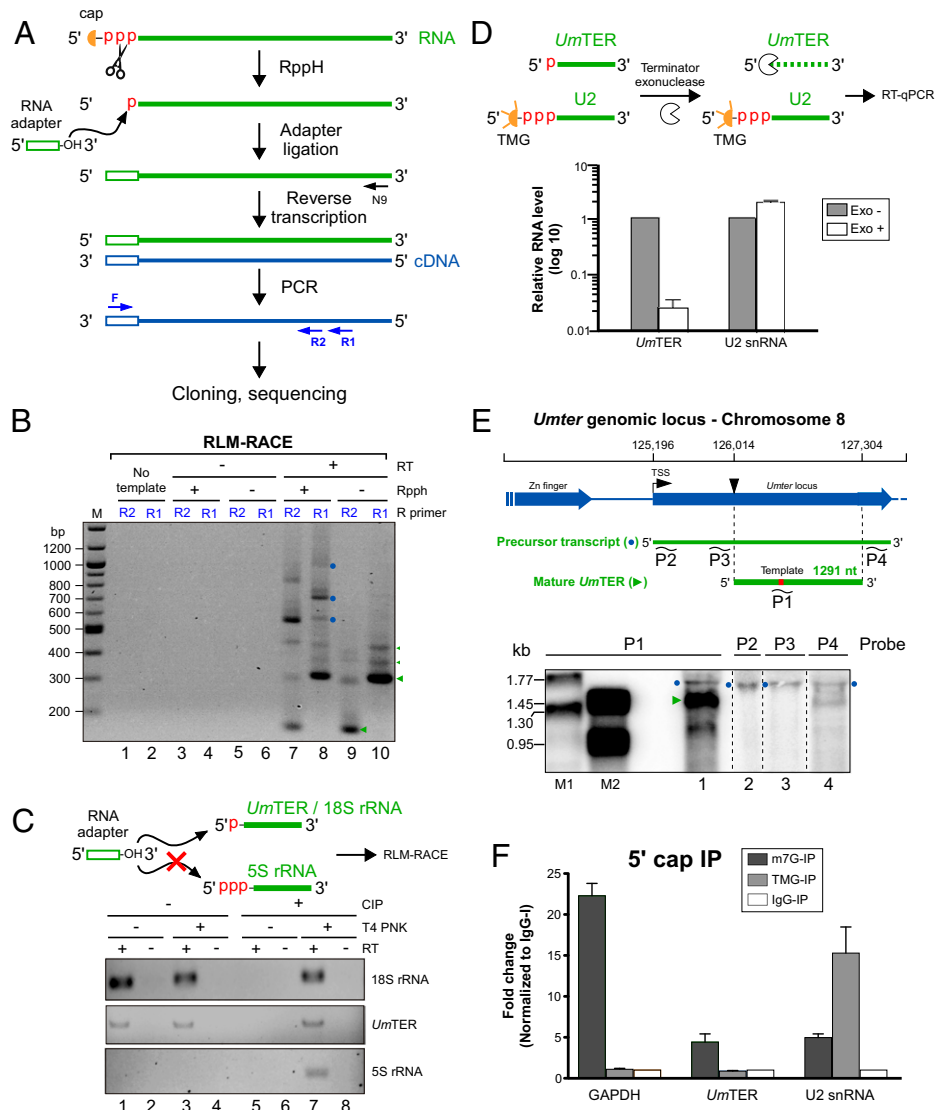 A
cap
5' ppp 3' RNA
RppH
5' p 3'
RNA
adapter
5' -OH 3'
Adapter
ligation
5' 3'
N9
Reverse
transcription
5' 3'
3' 5' cDNA
PCR
F
3' 5'
R2 R1
Cloning, sequencing
B
RLM-RACE
- + RT
No
template
+ - + - Rpph
M R2 R1 R2 R1 R2 R1 R2 R1 R2 R1 R primer
bp
1200
1000
800
700
600
500
400
300
200
1 2 3 4 5 6 7 8 9 10
C
UmTER / 18S rRNA
RNA
adapter
5'p 3'
5' -OH 3'
RLM-RACE
5S rRNA
5' ppp 3'
- + CIP
- + - + T4 PNK
RT + - + - + - + -
18S rRNA
UmTER
5S rRNA
1 2 3 4 5 6 7 8
D
UmTER UmTER
5' p 3' 5' 3'
Terminator
exonuclease
RT-qPCR
U2 U2
5' ppp 3' 5' ppp 3'
TMG TMG
Relative RNA level
(log 10)
10
1
0.1
0.01
UmTER U2 snRNA
Exo -
Exo +
E
Umter genomic locus - Chromosome 8
125,196 126,014 127,304
TSS
Zn finger
Umter locus
Precursor transcript (•) 5' 3'
P2 P3 P4
Template 1291 nt
Mature UmTER (▶) 5' 3'
P1
kb P1 P2 P3 P4 Probe
1.77
1.45
1.30
0.95
M1 M2 1 2 3 4
F
5' cap IP
m7G-IP
TMG-IP
IgG-IP
Fold change
(Normalized to IgG-I)
25
20
15
10
5
0
GAPDH UmTER U2 snRNA